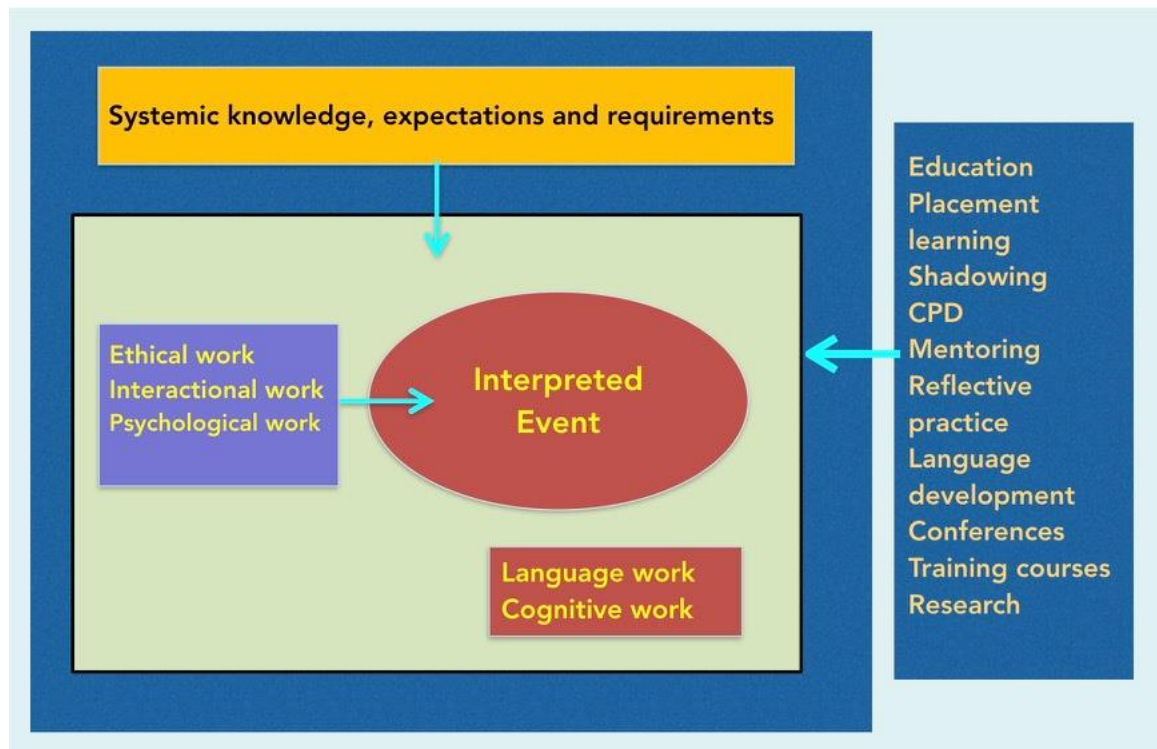 Systemic knowledge, expectations and requirements
Ethical work
Interactional work
Psychological work
Interpreted
Event
Language work
Cognitive work
Education
Placement
learning
Shadowing
CPD
Mentoring
Reflective
practice
Language
development
Conferences
Training courses
Research